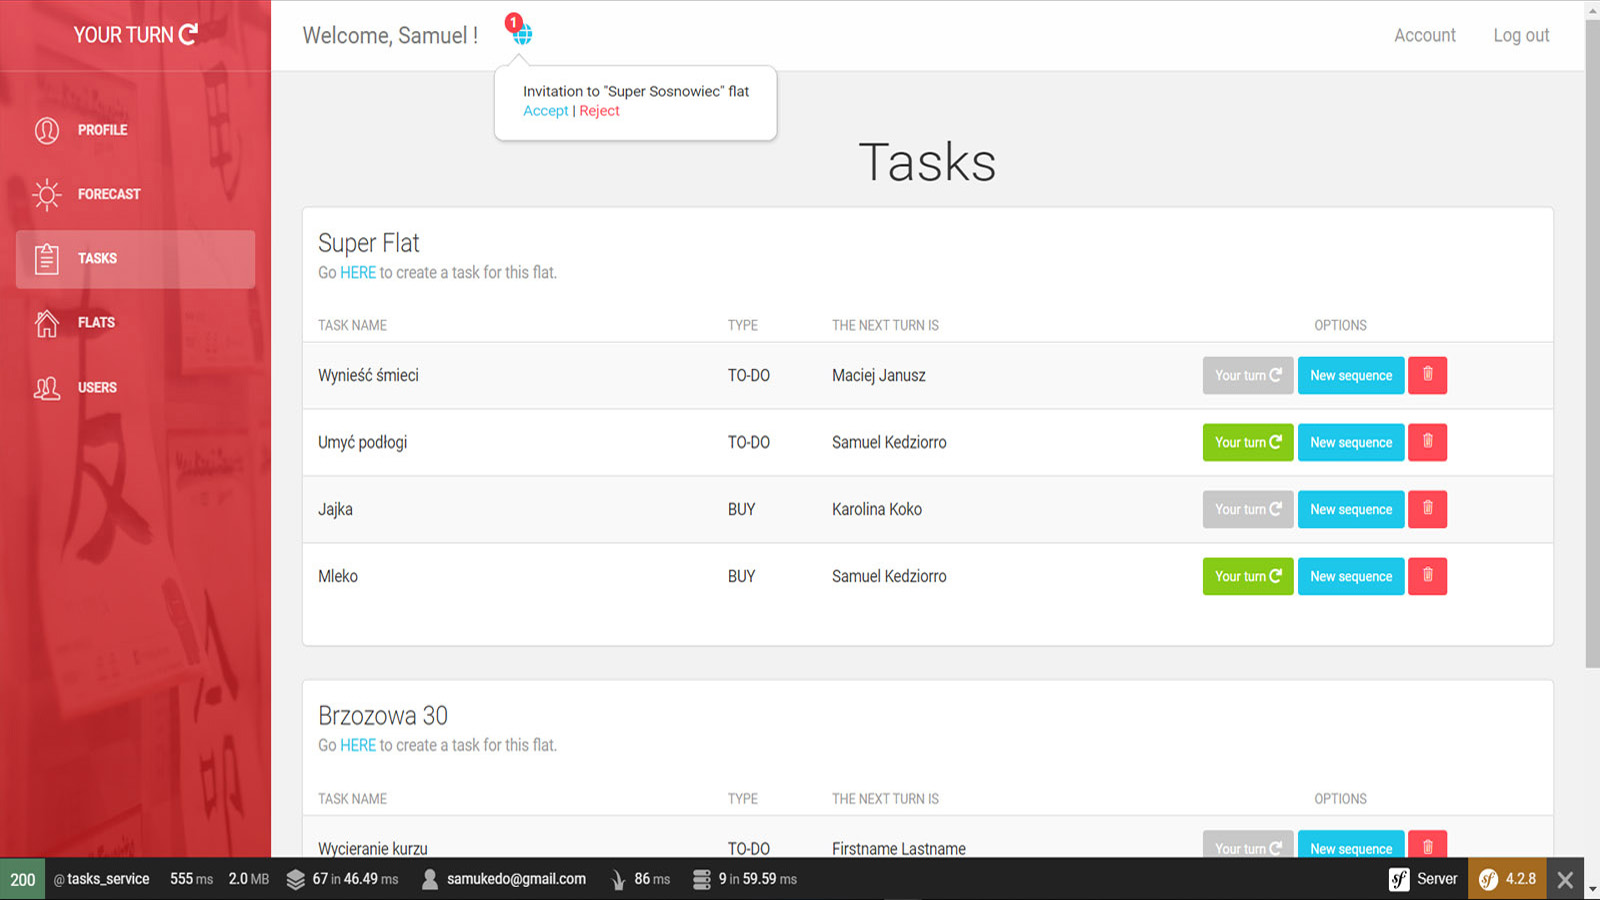 YOUR TURN
Welcome, Samuel !
1
Account
Log out
Invitation to "Super Sosnowiec" flat
Accept | Reject
PROFILE
FORECAST
TASKS
FLATS
USERS
Tasks
Super Flat
Go HERE to create a task for this flat.
TASK NAME TYPE THE NEXT TURN IS OPTIONS
Wynieść śmieci TO-DO Maciej Janusz Your turn New sequence
Umyć podłogi TO-DO Samuel Kedziorro Your turn New sequence
Jajka BUY Karolina Koko Your turn New sequence
Mleko BUY Samuel Kedziorro Your turn New sequence
Brzozowa 30
Go HERE to create a task for this flat.
TASK NAME TYPE THE NEXT TURN IS OPTIONS
Wycieranie kurzu TO-DO Firstname Lastname Your turn New sequence
200 @ tasks_service 555 ms 2.0 MB 67 in 46.49 ms samukedo@gmail.com 86 ms 9 in 59.59 ms sf Server sf 4.2.8